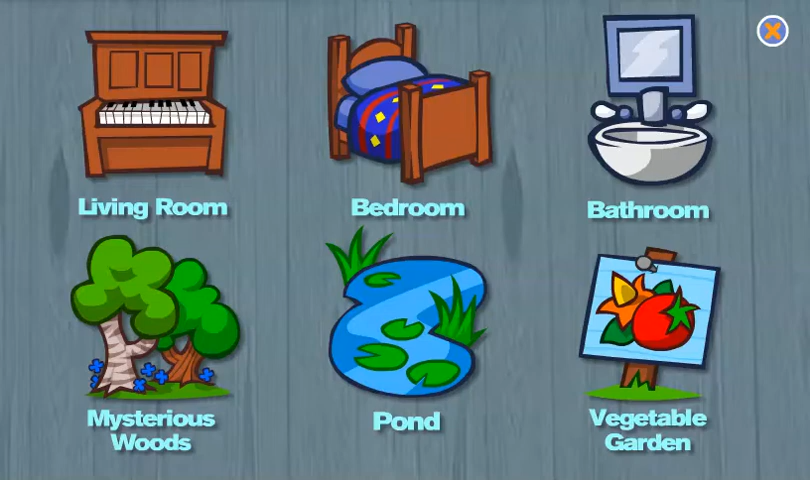 Living Room
Bedroom
Bathroom
Mysterious
Woods
Pond
Vegetable
Garden